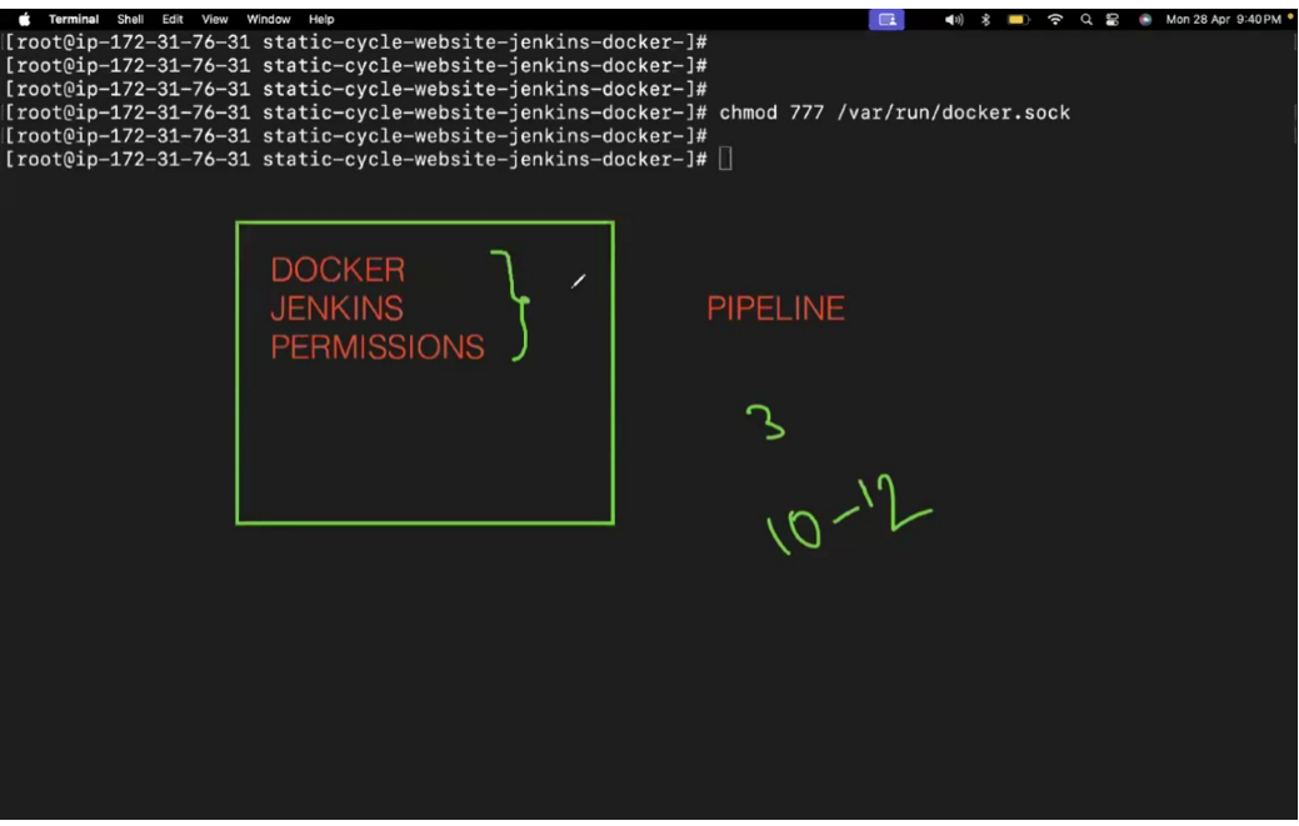 Terminal Shell Edit View Window Help Mon 28 Apr 9:40 PM
[root@ip-172-31-76-31 static-cycle-website-jenkins-docker-]#
[root@ip-172-31-76-31 static-cycle-website-jenkins-docker-]#
[root@ip-172-31-76-31 static-cycle-website-jenkins-docker-]#
[root@ip-172-31-76-31 static-cycle-website-jenkins-docker-]# chmod 777 /var/run/docker.sock
[root@ip-172-31-76-31 static-cycle-website-jenkins-docker-]#
[root@ip-172-31-76-31 static-cycle-website-jenkins-docker-]#
DOCKER
JENKINS
PERMISSIONS
PIPELINE
3
10-12